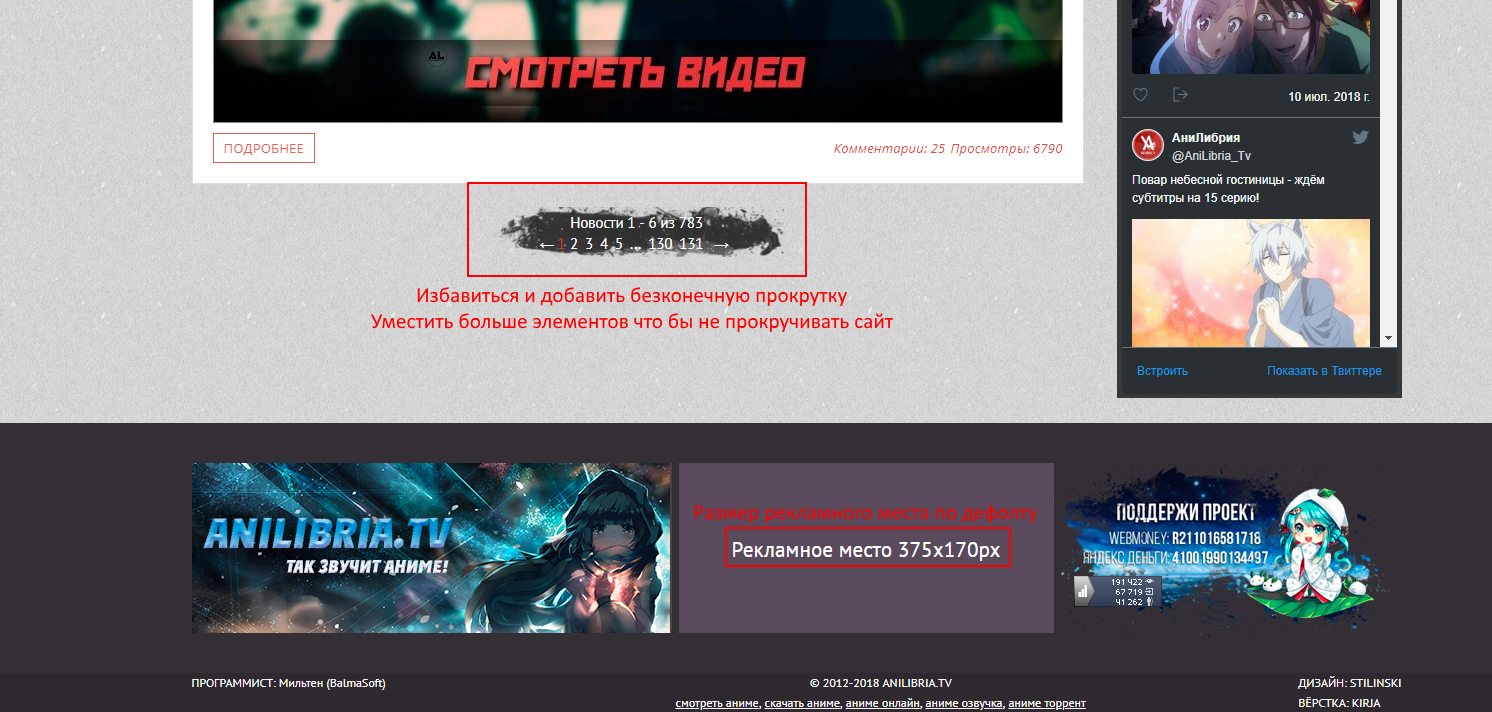 AL
СМОТРЕТЬ ВИДЕО
ПОДРОБНЕЕ
Комментарии: 25 Просмотры: 6790
Новости 1 - 6 из 783
← 1 2 3 4 5 ... 130 131 →
Избавиться и добавить безконечную прокрутку
Уместить больше элементов что бы не прокручивать сайт
10 июл. 2018 г.
АниЛибрия
@AniLibria_Tv
Повар небесной гостиницы - ждём
субтитры на 15 серию!
Встроить
Показать в Твиттере
ANILIBRIA.TV
ТАК ЗВУЧИТ АНИМЕ!
Размер рекламного места по дефолту
Рекламное место 375x170px
ПОДДЕРЖИ ПРОЕКТ
WEBMONEY: R211016581718
ЯНДЕКС ДЕНЬГИ: 41001990134497
191 422
67 719
41 262
ПРОГРАММИСТ: Мильтен (BalmaSoft)
© 2012-2018 ANILIBRIA.TV
смотреть аниме, скачать аниме, аниме онлайн, аниме озвучка, аниме торрент
ДИЗАЙН: STILINSKI
ВЁРСТКА: KIRJA